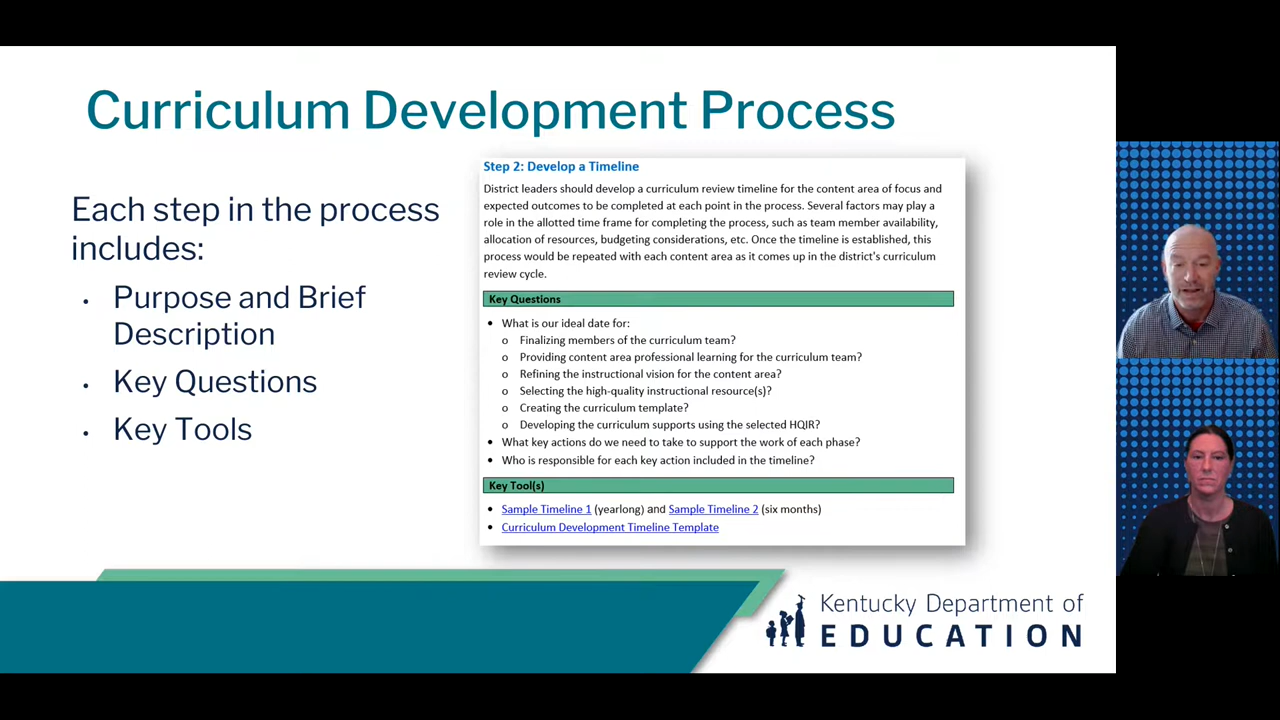 Curriculum Development Process
Each step in the process
includes:
• Purpose and Brief
Description
• Key Questions
• Key Tools
Step 2: Develop a Timeline
District leaders should develop a curriculum review timeline for the content area of focus and
expected outcomes to be completed at each point in the process. Several factors may play a
role in the allotted time frame for completing the process, such as team member availability,
allocation of resources, budgeting considerations, etc. Once the timeline is established, this
process would be repeated with each content area as it comes up in the district's curriculum
review cycle.
Key Questions
• What is our ideal date for:
o Finalizing members of the curriculum team?
o Providing content area professional learning for the curriculum team?
o Refining the instructional vision for the content area?
o Selecting the high-quality instructional resource(s)?
o Creating the curriculum template?
o Developing the curriculum supports using the selected HQIR?
• What key actions do we need to take to support the work of each phase?
• Who is responsible for each key action included in the timeline?
Key Tool(s)
• Sample Timeline 1 (yearlong) and Sample Timeline 2 (six months)
• Curriculum Development Timeline Template
Kentucky Department of
EDUCATION